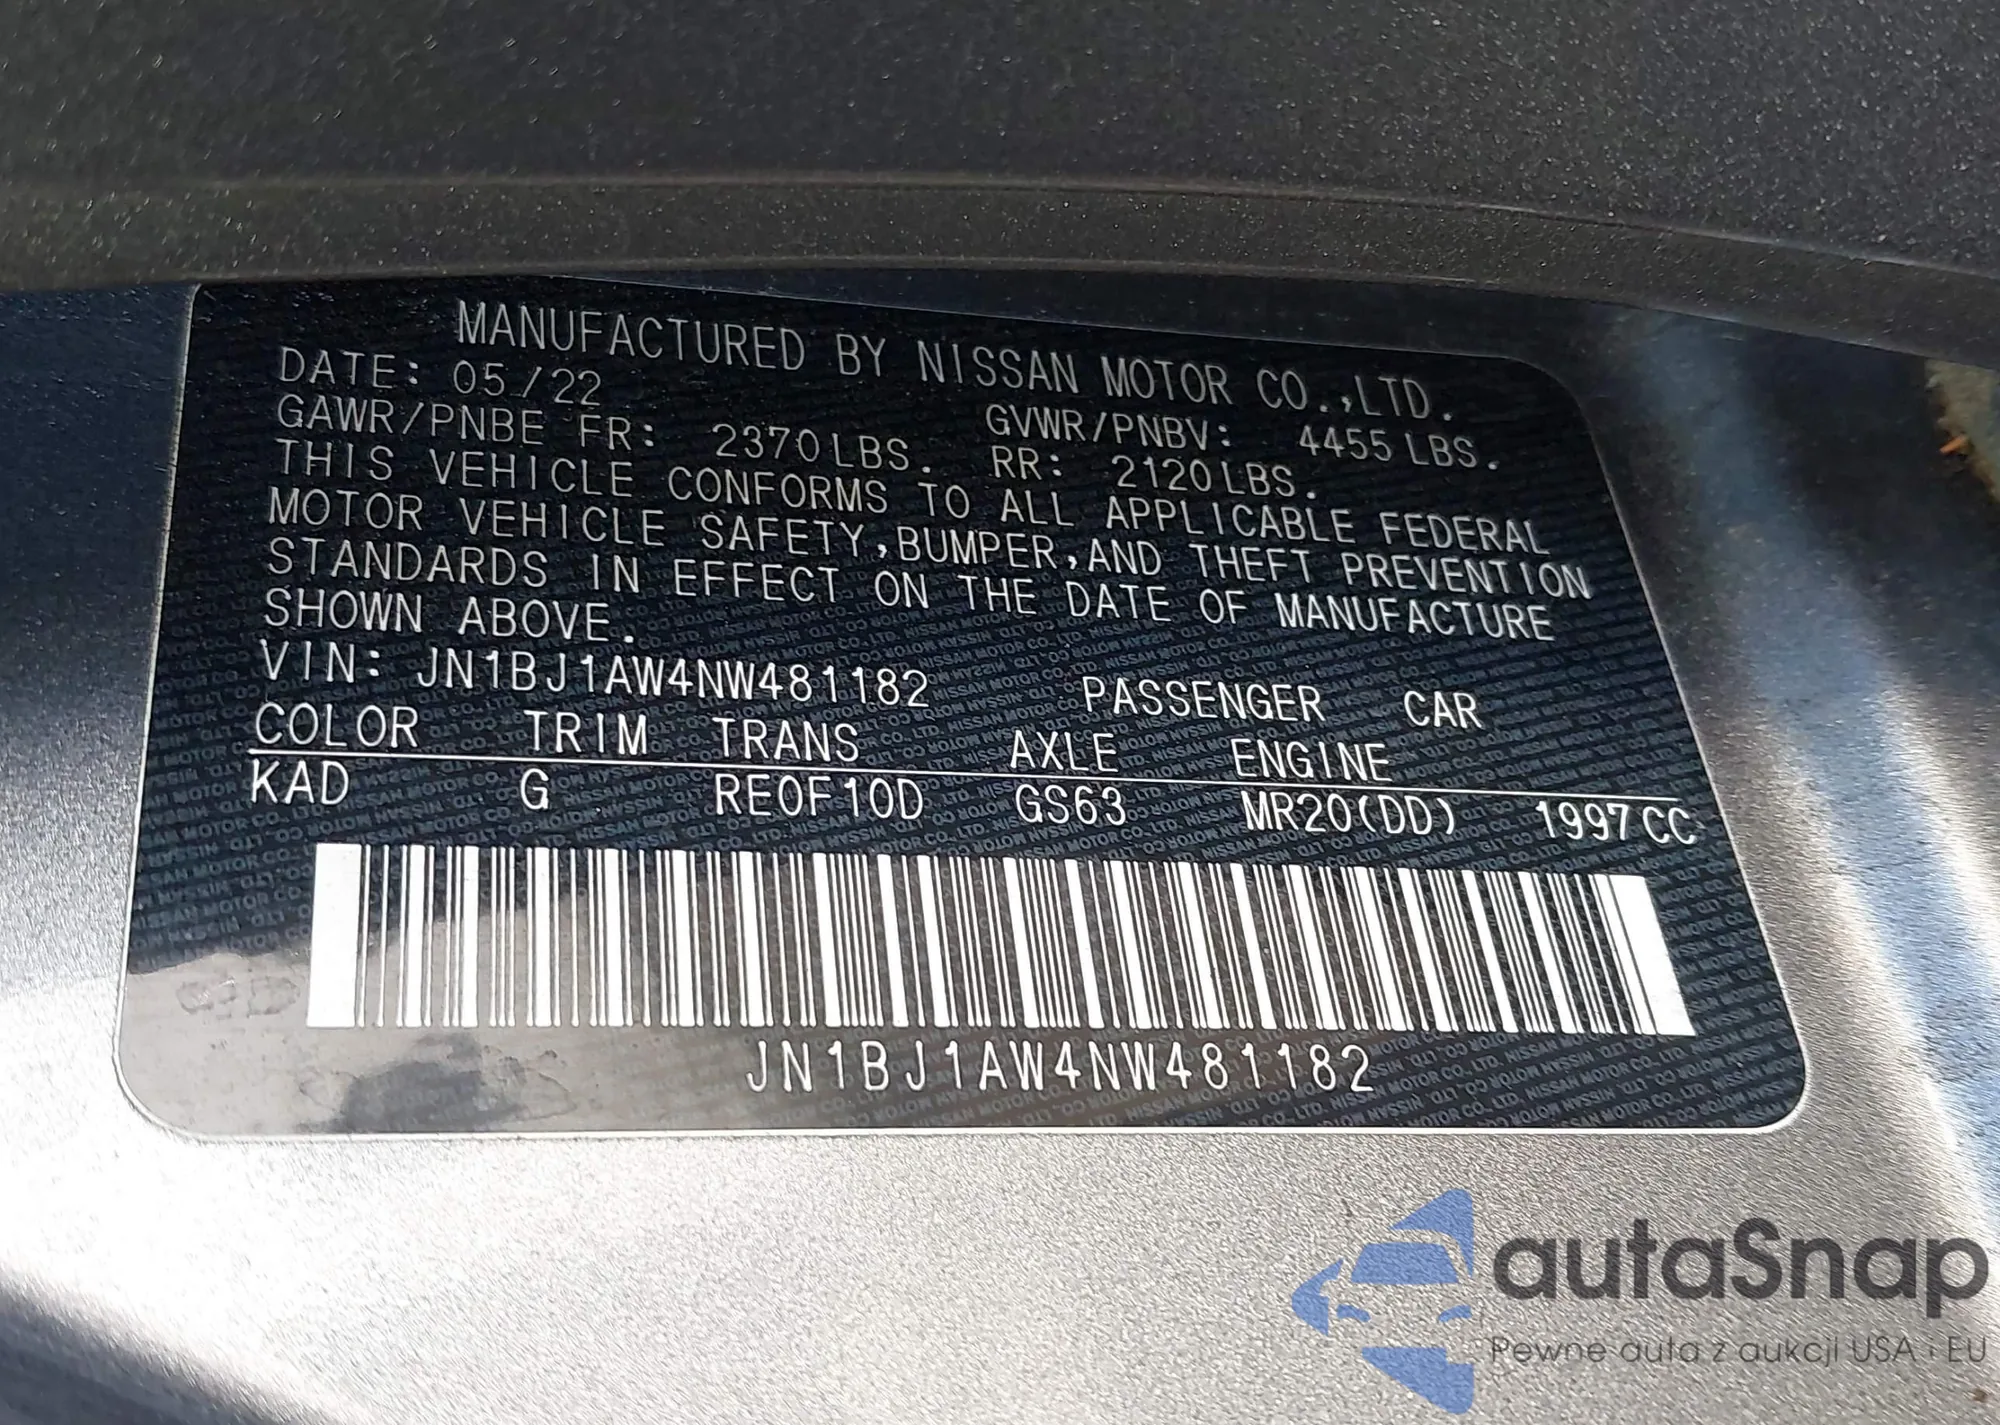 MANUFACTURED BY NISSAN MOTOR CO.,LTD.
DATE: 05/22
GVWR/PNBV: 4455 LBS.
GAWR/PNBE FR: 2370 LBS. RR: 2120 LBS.
THIS VEHICLE CONFORMS TO ALL APPLICABLE FEDERAL
MOTOR VEHICLE SAFETY,BUMPER,AND THEFT PREVENTION
STANDARDS IN EFFECT ON THE DATE OF MANUFACTURE
SHOWN ABOVE.
VIN: JN1BJ1AW4NW481182 PASSENGER CAR
COLOR TRIM TRANS AXLE ENGINE
KAD G RE0F10D GS63 MR20(DD) 1997 CC
JN1BJ1AW4NW481182
autaSnap
Pewne auta z aukcji USA i EU